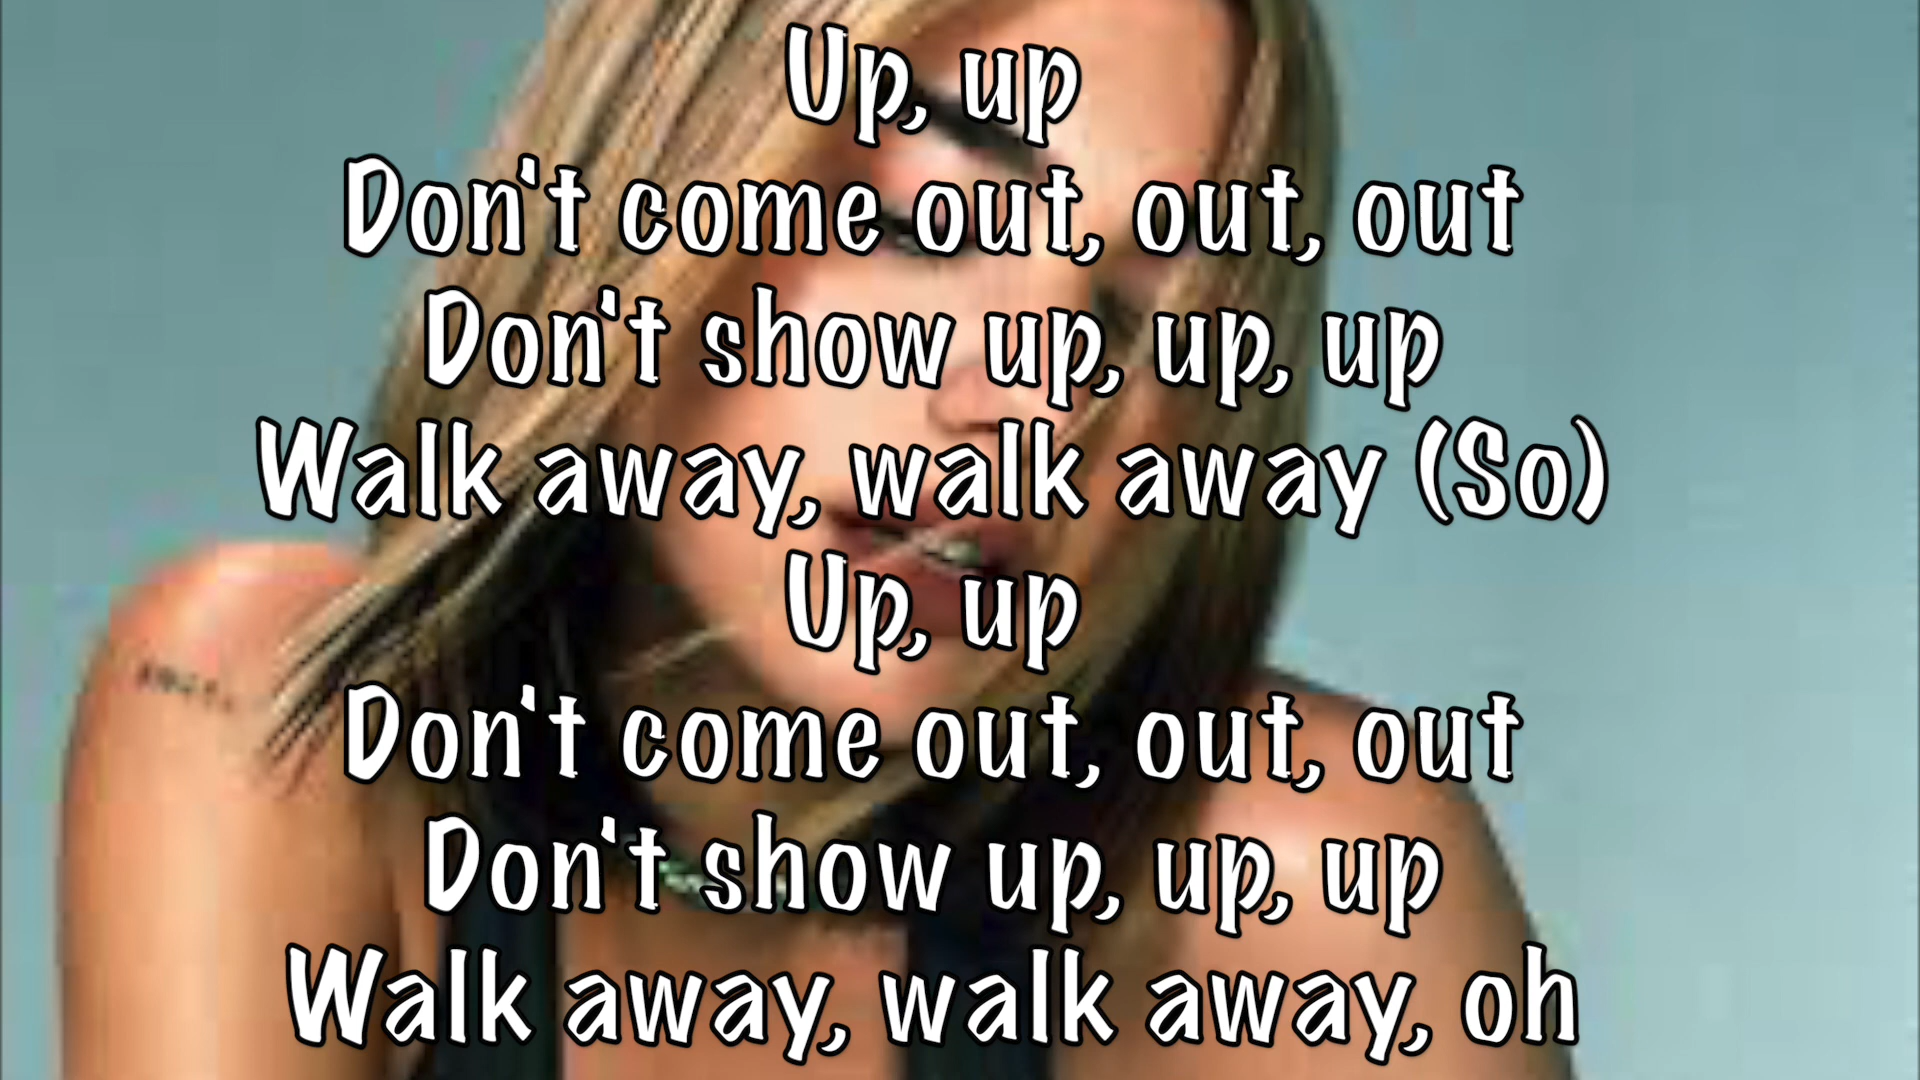 Up, up
Don't come out, out, out
Don't show up, up, up
Walk away, walk away (So)
Up, up
Don't come out, out, out
Don't show up, up, up
Walk away, walk away, oh